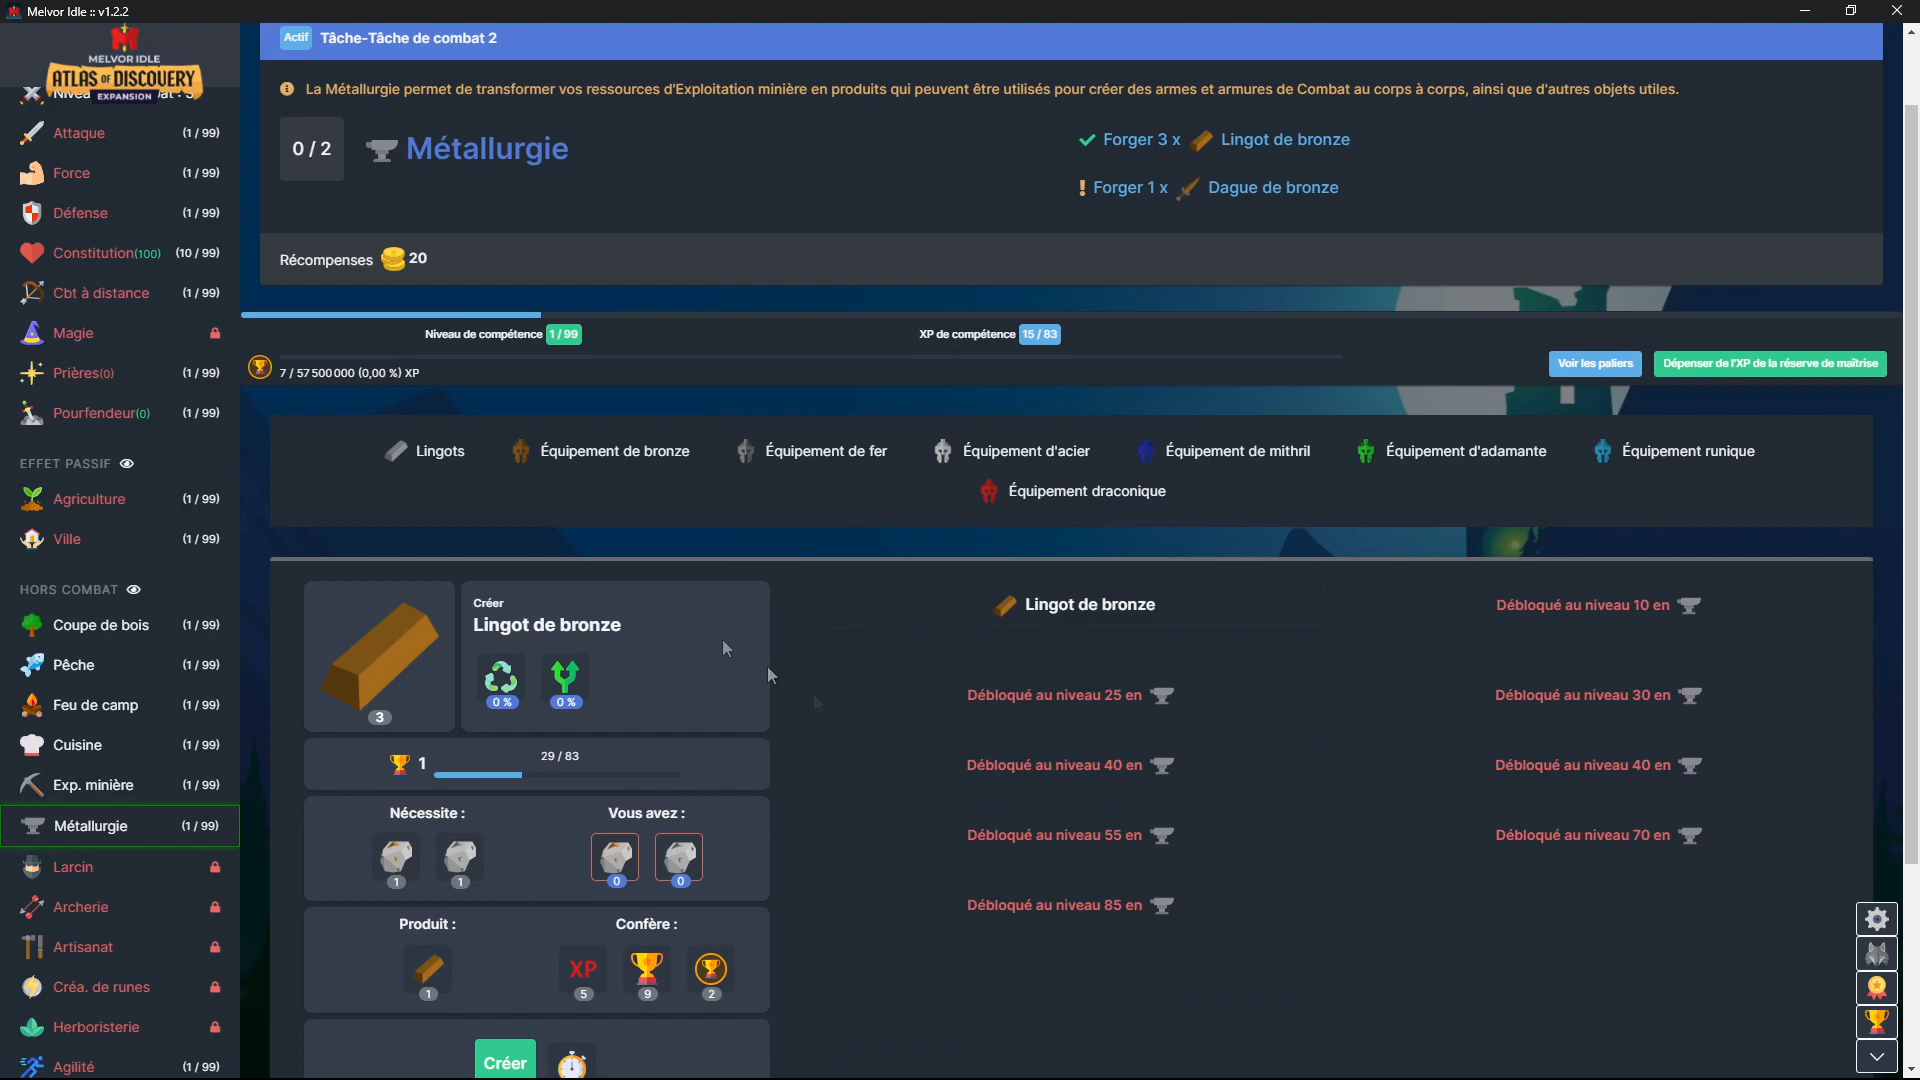 Melvor Idle :: v1.2.2
MELVOR IDLE
ATLAS OF DISCOVERY
EXPANSION
Actif Tâche-Tâche de combat 2
La Métallurgie permet de transformer vos ressources d'Exploitation minière en produits qui peuvent être utilisés pour créer des armes et armures de Combat au corps à corps, ainsi que d'autres objets utiles.
0 / 2 Métallurgie
Forger 3 x Lingot de bronze
Forger 1 x Dague de bronze
Récompenses 20
Attaque (1 / 99)
Force (1 / 99)
Défense (1 / 99)
Constitution(100) (10 / 99)
Cbt à distance (1 / 99)
Magie
Prières(0) (1 / 99)
Pourfendeur(0) (1 / 99)
EFFET PASSIF
Agriculture (1 / 99)
Ville (1 / 99)
HORS COMBAT
Coupe de bois (1 / 99)
Pêche (1 / 99)
Feu de camp (1 / 99)
Cuisine (1 / 99)
Exp. minière (1 / 99)
Métallurgie (1 / 99)
Larcin
Archerie
Artisanat
Créa. de runes
Herboristerie
Agilité (1 / 99)
Niveau de compétence 1 / 99
XP de compétence 15 / 83
7 / 57 500 000 (0,00 %) XP
Voir les paliers
Dépenser de l'XP de la réserve de maîtrise
Lingots
Équipement de bronze
Équipement de fer
Équipement d'acier
Équipement de mithril
Équipement d'adamante
Équipement runique
Équipement draconique
Créer
Lingot de bronze
0 % 0 %
3
1 29 / 83
Nécessite : Vous avez :
1 1 0 0
Produit : Confère :
XP
1 5 9 2
Créer
Lingot de bronze
Débloqué au niveau 10 en
Débloqué au niveau 25 en
Débloqué au niveau 30 en
Débloqué au niveau 40 en
Débloqué au niveau 40 en
Débloqué au niveau 55 en
Débloqué au niveau 70 en
Débloqué au niveau 85 en